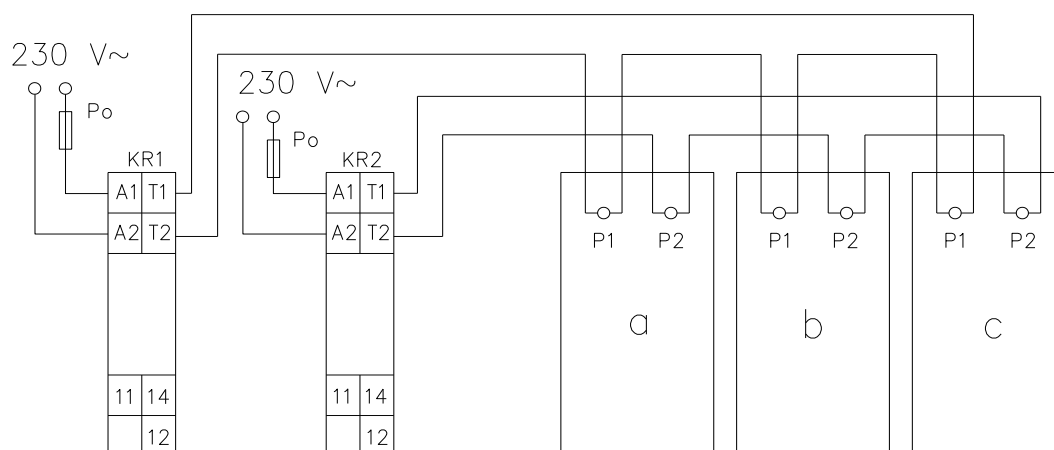 230 V~
Po
KR1
A1 T1
A2 T2
11 14
12
230 V~
Po
KR2
A1 T1
A2 T2
11 14
12
P1 P2
a
P1 P2
b
P1 P2
c